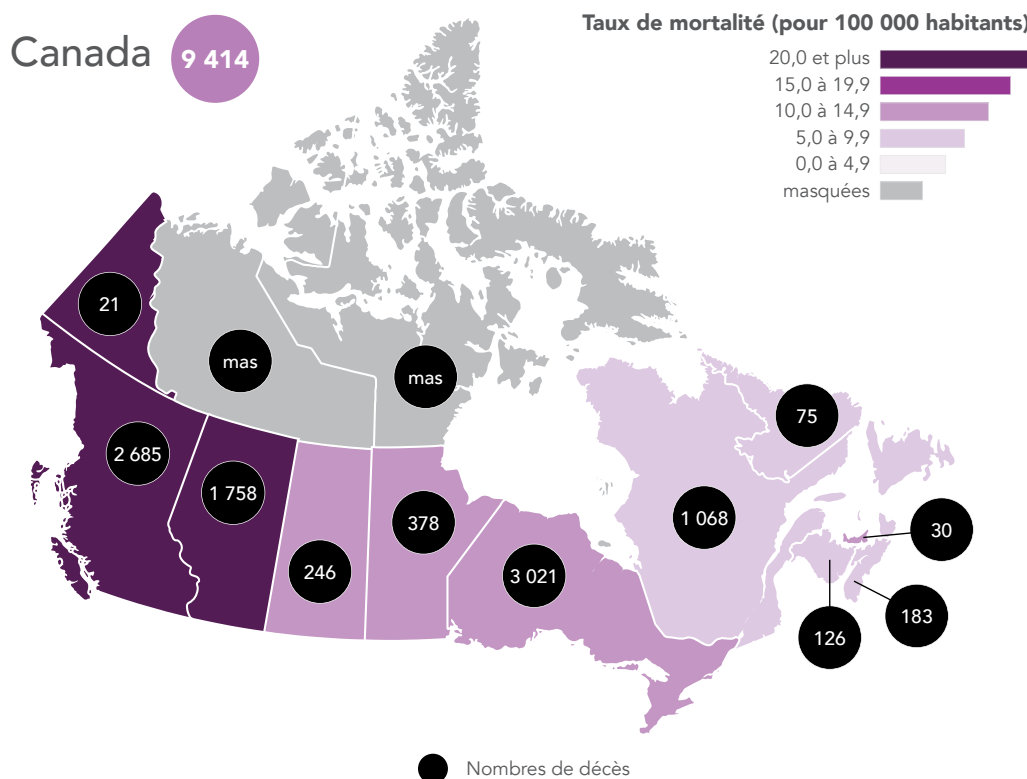 Canada
9 414
Taux de mortalité (pour 100 000 habitants)
20,0 et plus
15,0 à 19,9
10,0 à 14,9
5,0 à 9,9
0,0 à 4,9
masquées
21
mas
mas
75
2 685
1 758
378
1 068
30
246
3 021
183
126
Nombres de décès